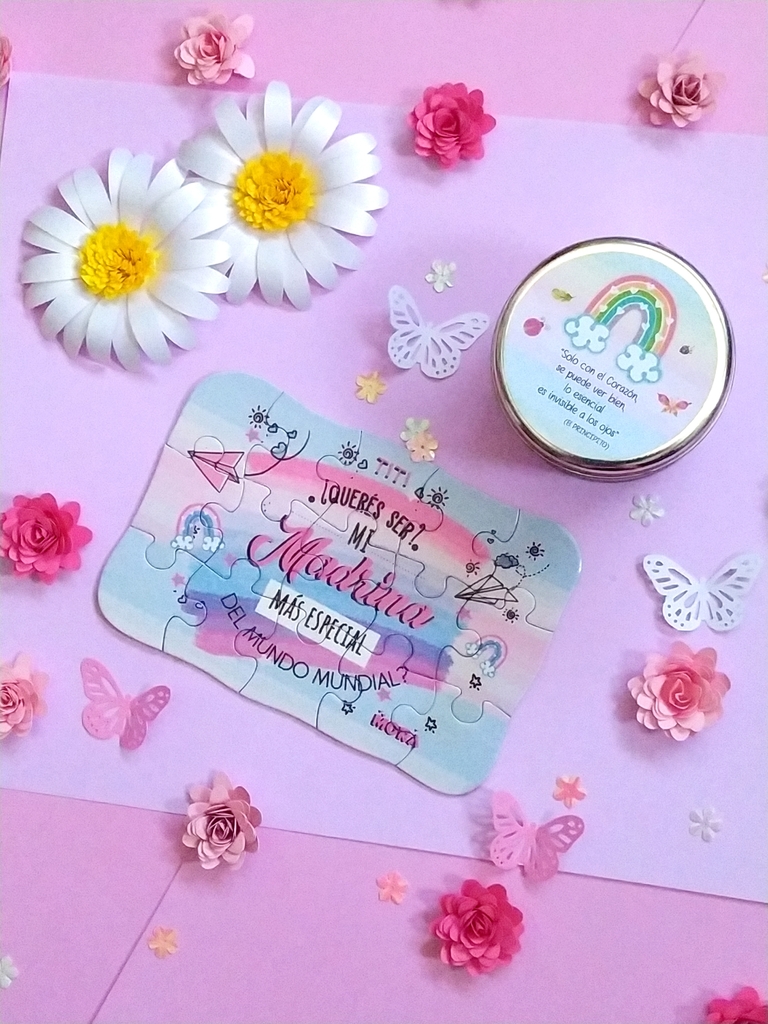 "Solo con el Corazón,
se puede ver bien,
lo esencial
es invisible a los ojos"
(El PRINCIPITO)
TITI
¿QUERÉS SER?
MI
Madrina
MÁS ESPECIAL
DEL MUNDO MUNDIAL?
MORA